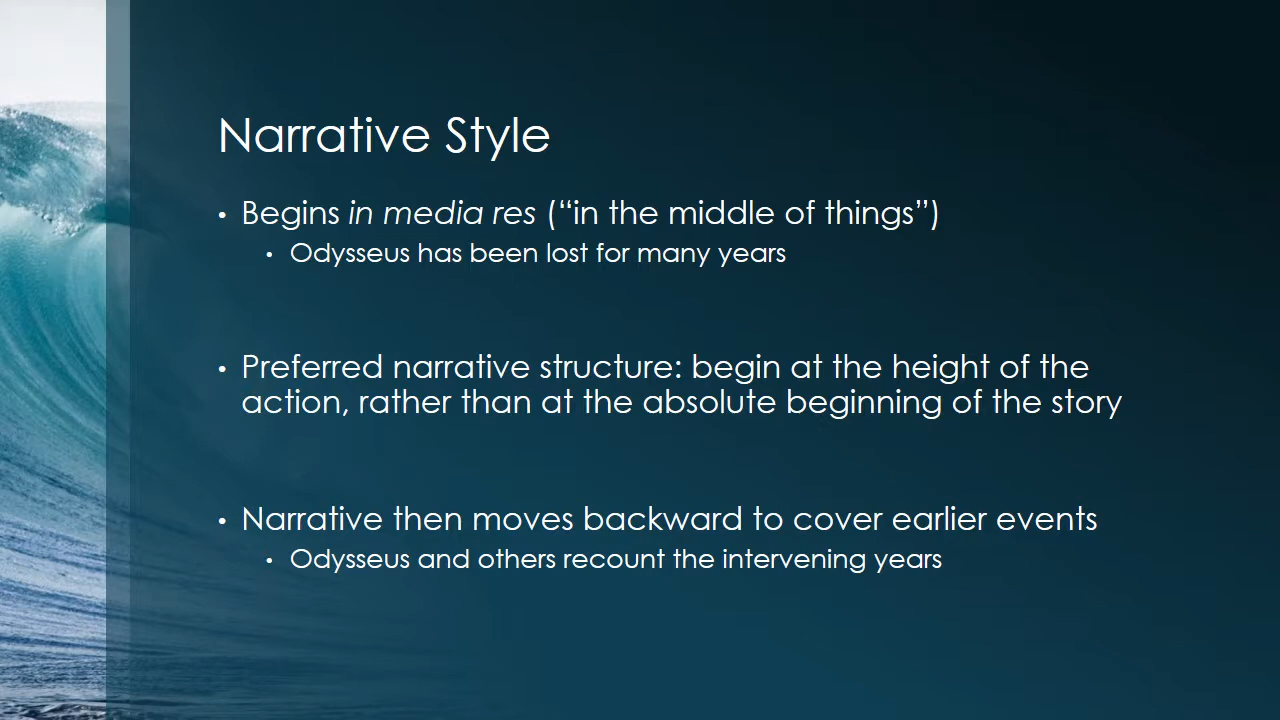 Narrative Style
• Begins in media res (“in the middle of things”)
• Odysseus has been lost for many years
• Preferred narrative structure: begin at the height of the
action, rather than at the absolute beginning of the story
• Narrative then moves backward to cover earlier events
• Odysseus and others recount the intervening years